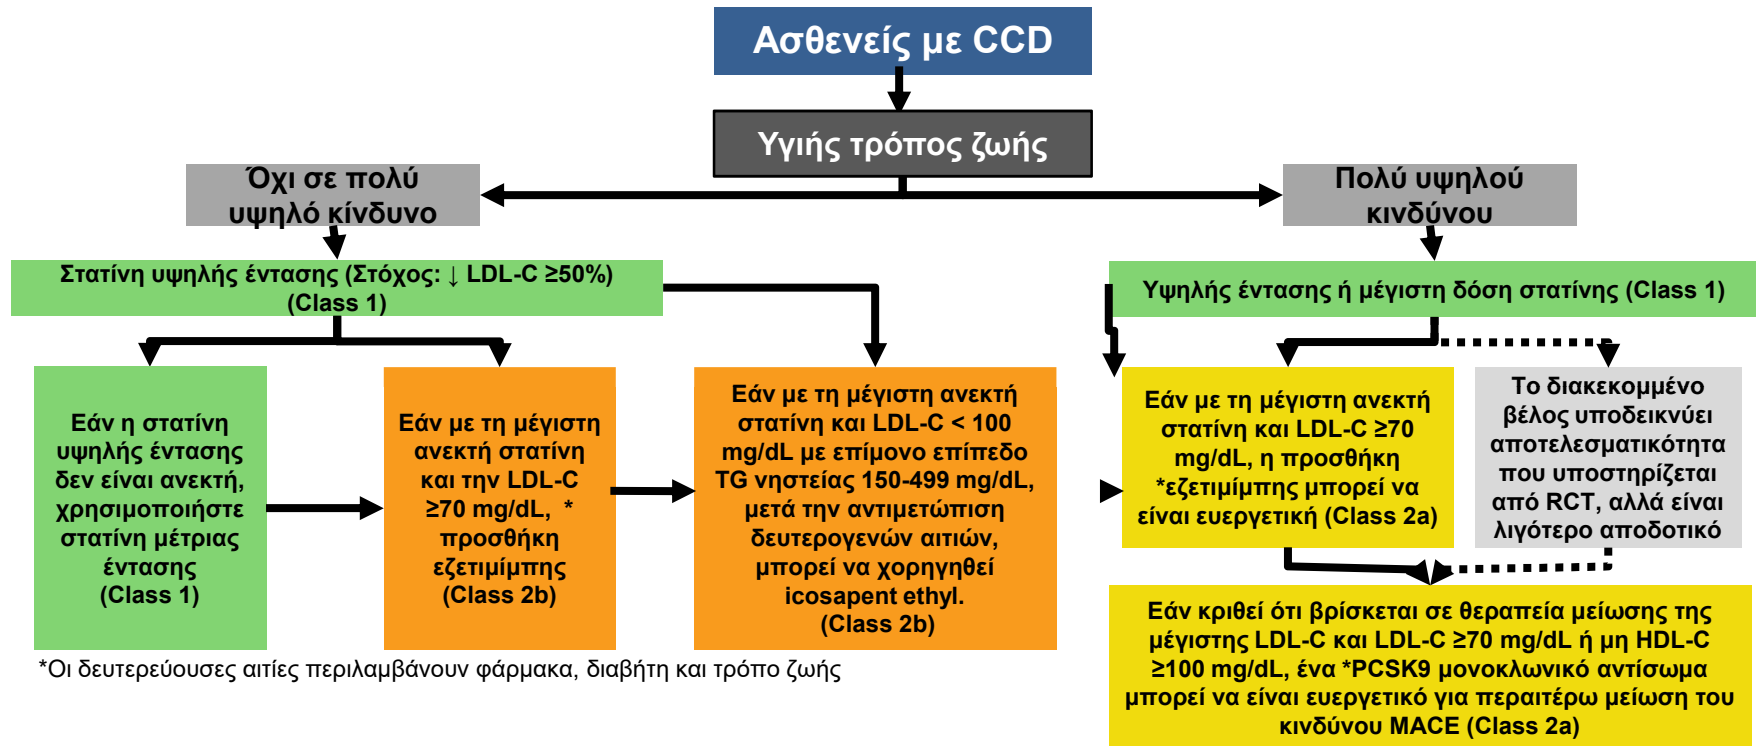 Ασθενείς με CCD
Υγιής τρόπος ζωής
Όχι σε πολύ
υψηλό κίνδυνο
Πολύ υψηλού
κινδύνου
Στατίνη υψηλής έντασης (Στόχος: ↓ LDL-C ≥50%)
(Class 1)
Υψηλής έντασης ή μέγιστη δόση στατίνης (Class 1)
Εάν η στατίνη
υψηλής έντασης
δεν είναι ανεκτή,
χρησιμοποιήστε
στατίνη μέτριας
έντασης
(Class 1)
Εάν με τη μέγιστη
ανεκτή στατίνη
και την LDL-C
≥70 mg/dL, *
προσθήκη
εζετιμίμπης
(Class 2b)
Εάν με τη μέγιστη ανεκτή
στατίνη και LDL-C < 100
mg/dL με επίμονο επίπεδο
TG νηστείας 150-499 mg/dL,
μετά την αντιμετώπιση
δευτερογενών αιτιών,
μπορεί να χορηγηθεί
icosapent ethyl.
(Class 2b)
Εάν με τη μέγιστη ανεκτή
στατίνη και LDL-C ≥70
mg/dL, η προσθήκη
*εζετιμίμπης μπορεί να
είναι ευεργετική (Class 2a)
Το διακεκομμένο
βέλος υποδεικνύει
αποτελεσματικότητα
που υποστηρίζεται
από RCT, αλλά είναι
λιγότερο αποδοτικό
Εάν κριθεί ότι βρίσκεται σε θεραπεία μείωσης της
μέγιστης LDL-C και LDL-C ≥70 mg/dL ή μη HDL-C
≥100 mg/dL, ένα *PCSK9 μονοκλωνικό αντίσωμα
μπορεί να είναι ευεργετικό για περαιτέρω μείωση του
κινδύνου MACE (Class 2a)
*Οι δευτερεύουσες αιτίες περιλαμβάνουν φάρμακα, διαβήτη και τρόπο ζωής